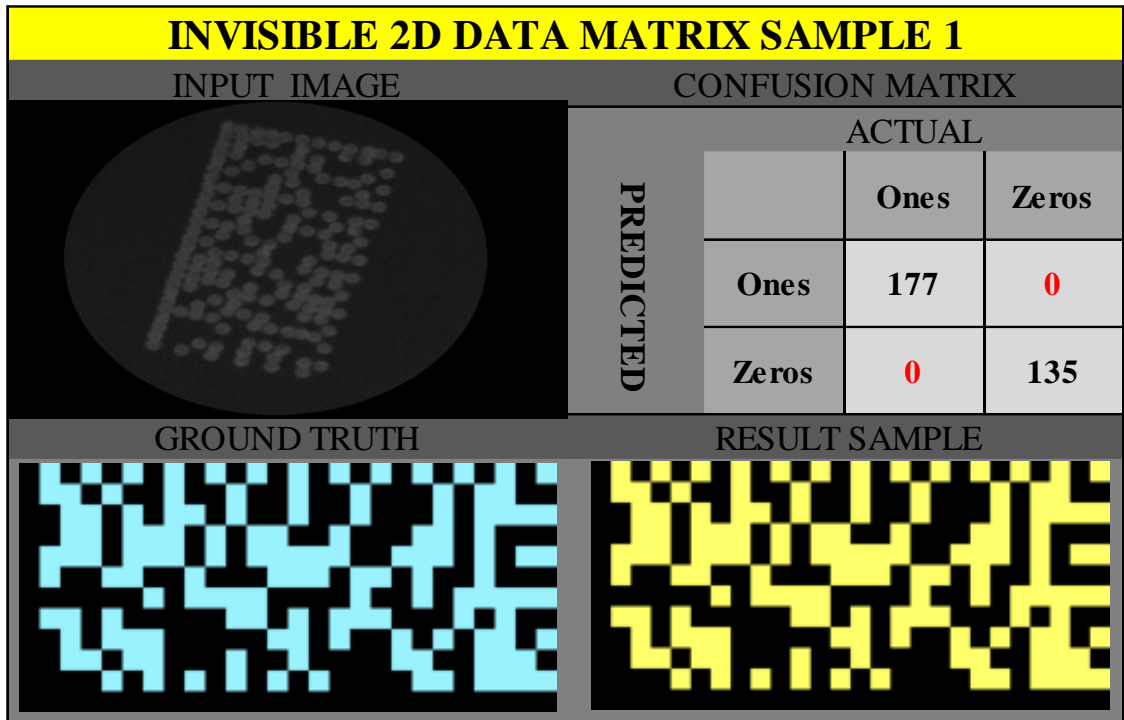 INVISIBLE 2D DATA MATRIX SAMPLE 1
INPUT IMAGE
CONFUSION MATRIX
ACTUAL
PREDICTED
Ones Zeros
Ones 177 0
Zeros 0 135
GROUND TRUTH
RESULT SAMPLE